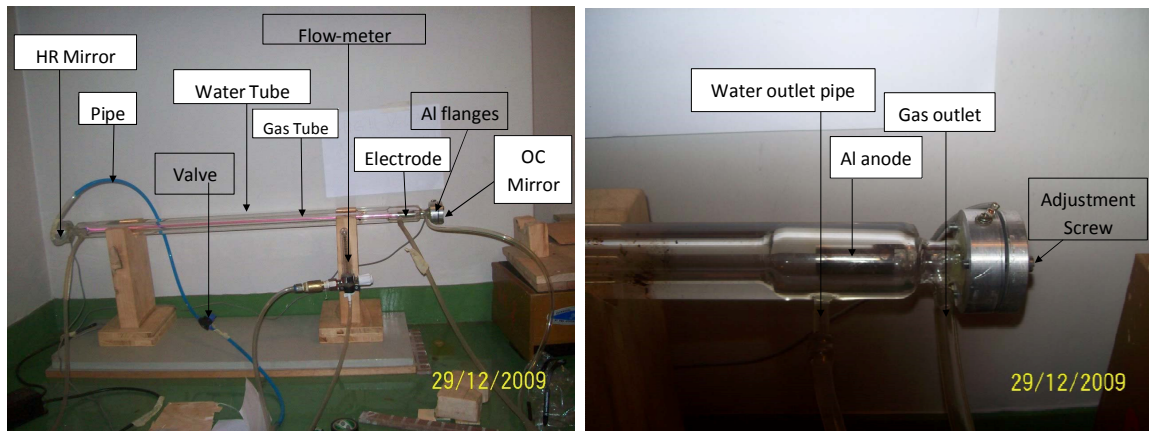 Flow-meter
HR Mirror
Water Tube
Pipe
Gas Tube
Al flanges
Electrode
OC
Mirror
Valve
29/12/2009
Water outlet pipe
Gas outlet
Al anode
Adjustment
Screw
29/12/2009